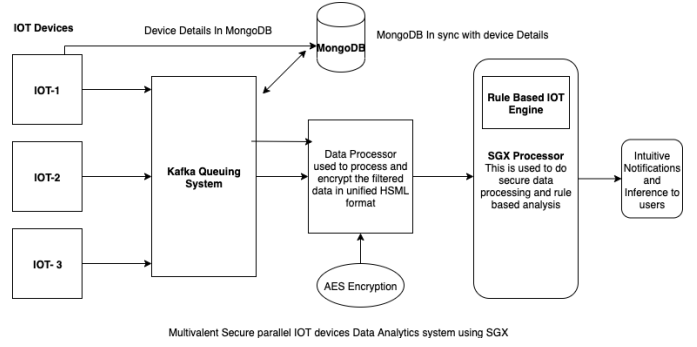 IOT Devices
Device Details In MongoDB
MongoDB
MongoDB In sync with device Details
IOT-1
IOT-2
IOT- 3
Kafka Queuing
System
Data Processor
used to process and
encrypt the filtered
data in unified HSML
format
AES Encryption
Rule Based IOT
Engine
SGX Processor
This is used to do
secure data
processing and rule
based analysis
Intuitive
Notifications
and
Inference to
users
Multivalent Secure parallel IOT devices Data Analytics system using SGX